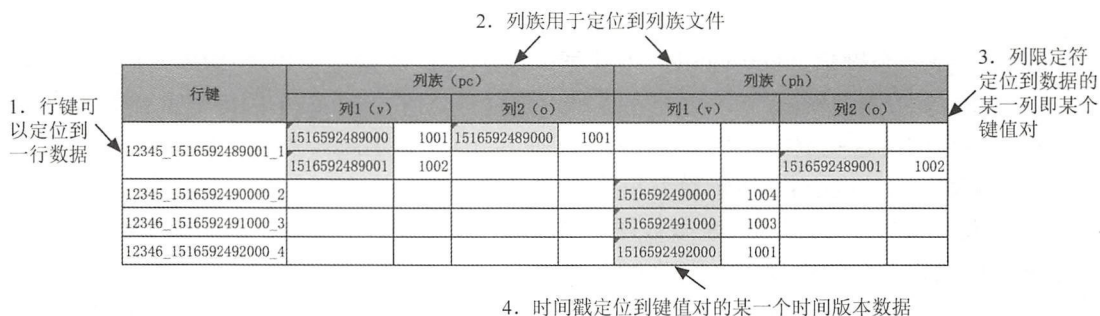 2. 列族用于定位到列族文件
3. 列限定符
定位到数据的
某一列即某个
键值对
1. 行键可
以定位到
一行数据
行键 列族 (pc) 列族 (ph)
列1 (v) 列2 (o) 列1 (v) 列2 (o)
12345_1516592489001_1 1516592489000 1001 1516592489000 1001
1516592489001 1002 1516592489001 1002
12345_1516592490000_2 1516592490000 1004
12346_1516592491000_3 1516592491000 1003
12346_1516592492000_4 1516592492000 1001
4. 时间戳定位到键值对的某一个时间版本数据